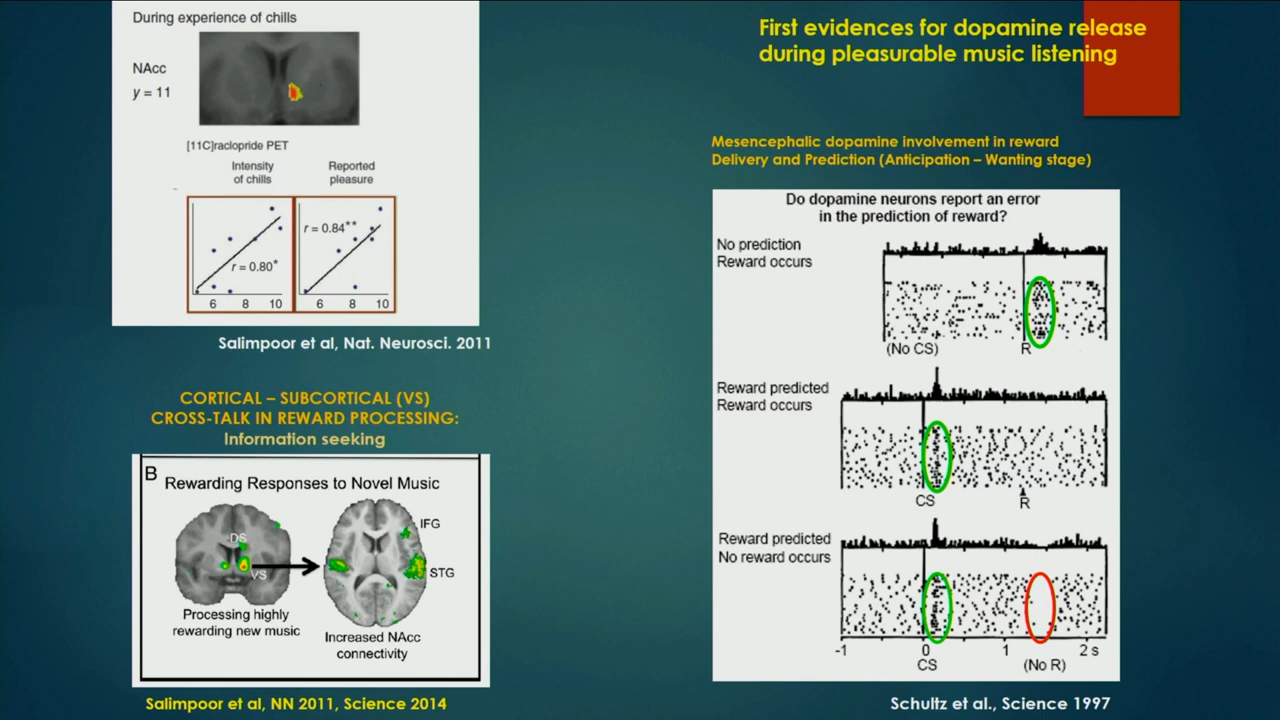 During experience of chills
NAcc
y = 11
[11C]raclopride PET
Intensity
of chills
Reported
pleasure
r = 0.80*
r = 0.84**
6 8 10
6 8 10
Salimpoor et al, Nat. Neurosci. 2011
CORTICAL – SUBCORTICAL (VS)
CROSS-TALK IN REWARD PROCESSING:
Information seeking
B
Rewarding Responses to Novel Music
DS
VS
IFG
STG
Processing highly
rewarding new music
Increased NAcc
connectivity
Salimpoor et al, NN 2011, Science 2014
First evidences for dopamine release
during pleasurable music listening
Mesencephalic dopamine involvement in reward
Delivery and Prediction (Anticipation – Wanting stage)
Do dopamine neurons report an error
in the prediction of reward?
No prediction
Reward occurs
(No CS) R
Reward predicted
Reward occurs
CS R
Reward predicted
No reward occurs
-1 0 1 2 s
CS (No R)
Schultz et al., Science 1997